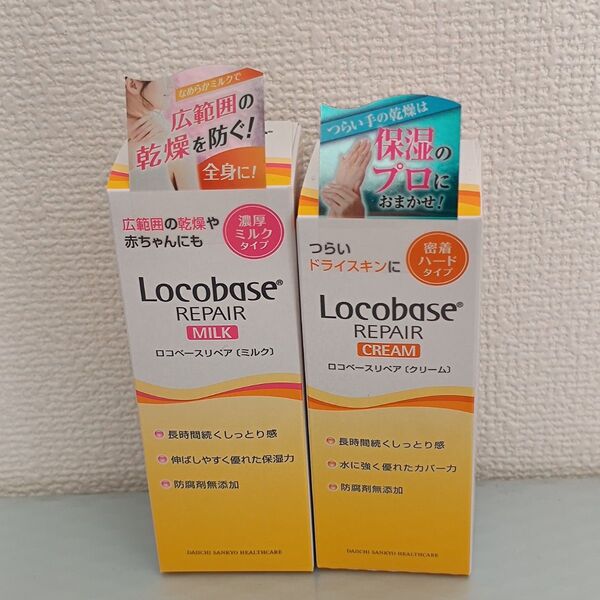 なめらかミルクで
広範囲の
乾燥を防ぐ!
全身に!
広範囲の乾燥や
赤ちゃんにも
濃厚
ミルク
タイプ
Locobase®
REPAIR
MILK
ロコベースリペア〔ミルク〕
長時間続くしっとり感
伸ばしやすく優れた保湿力
防腐剤無添加
DAIICHI SANKYO HEALTHCARE
つらい手の乾燥は
保湿の
プロに
おまかせ!
つらい
ドライスキンに
密着
ハード
タイプ
Locobase®
REPAIR
CREAM
ロコベースリペア〔クリーム〕
長時間続くしっとり感
水に強く優れたカバー力
防腐剤無添加
DAIICHI SANKYO HEALTHCARE